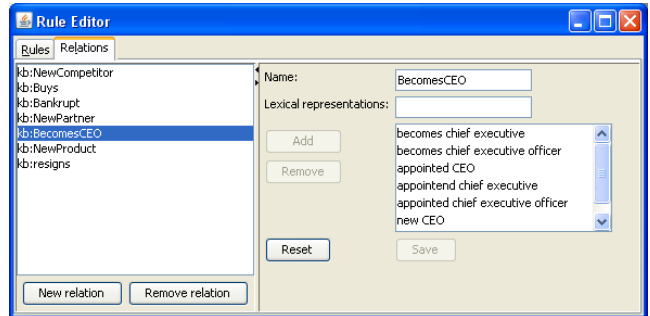 Rule Editor
Rules Relations
kb:NewCompetitor
kb:Buys
kb:Bankrupt
kb:NewPartner
kb:BecomesCEO
kb:NewProduct
kb:resigns
New relation Remove relation
Name: BecomesCEO
Lexical representations:
Add
Remove
becomes chief executive
becomes chief executive officer
appointed CEO
appointend chief executive
appointed chief executive officer
new CEO
Reset Save